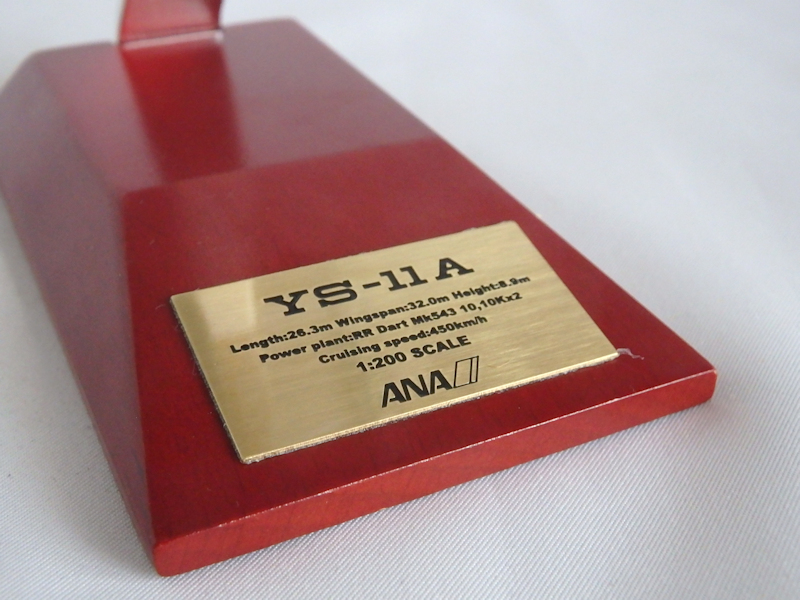 YS-11A
Length:26.3m Wingspan:32.0m Height:8.9m
Power plant:RR Dart Mk543 10,10Kx2
Cruising speed:450km/h
1:200 SCALE
ANA